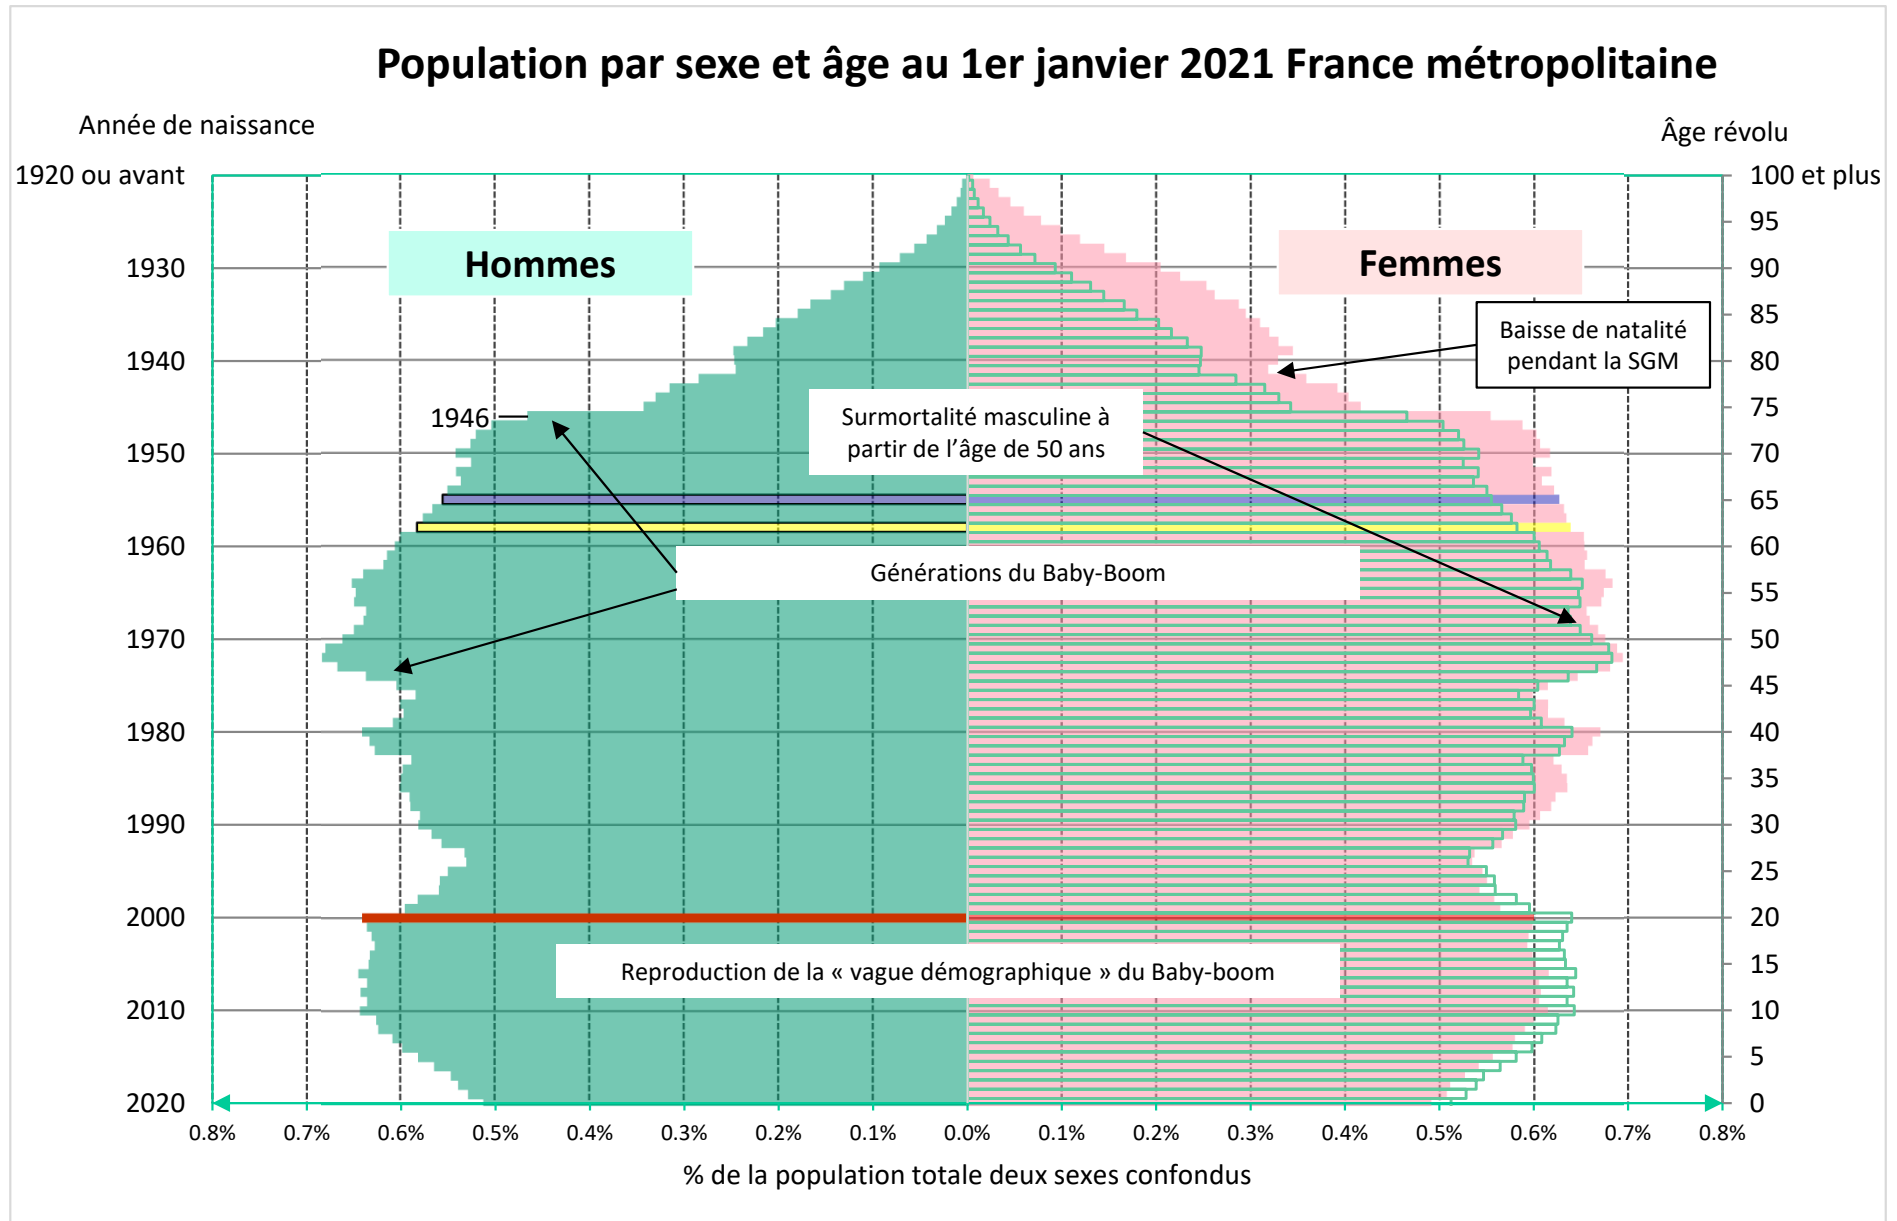 Population par sexe et âge au 1er janvier 2021 France métropolitaine
Année de naissance
Âge révolu
1920 ou avant
100 et plus
95
Hommes
Femmes
1930
90
85
Baisse de natalité
pendant la SGM
1940
80
75
1946
Surmortalité masculine à
partir de l’âge de 50 ans
70
1950
65
1960
60
Générations du Baby-Boom
55
1970
50
45
1980
40
35
1990
30
25
2000
20
Reproduction de la « vague démographique » du Baby-boom
15
2010
10
5
2020
0
0.8% 0.7% 0.6% 0.5% 0.4% 0.3% 0.2% 0.1% 0.0% 0.1% 0.2% 0.3% 0.4% 0.5% 0.6% 0.7% 0.8%
% de la population totale deux sexes confondus